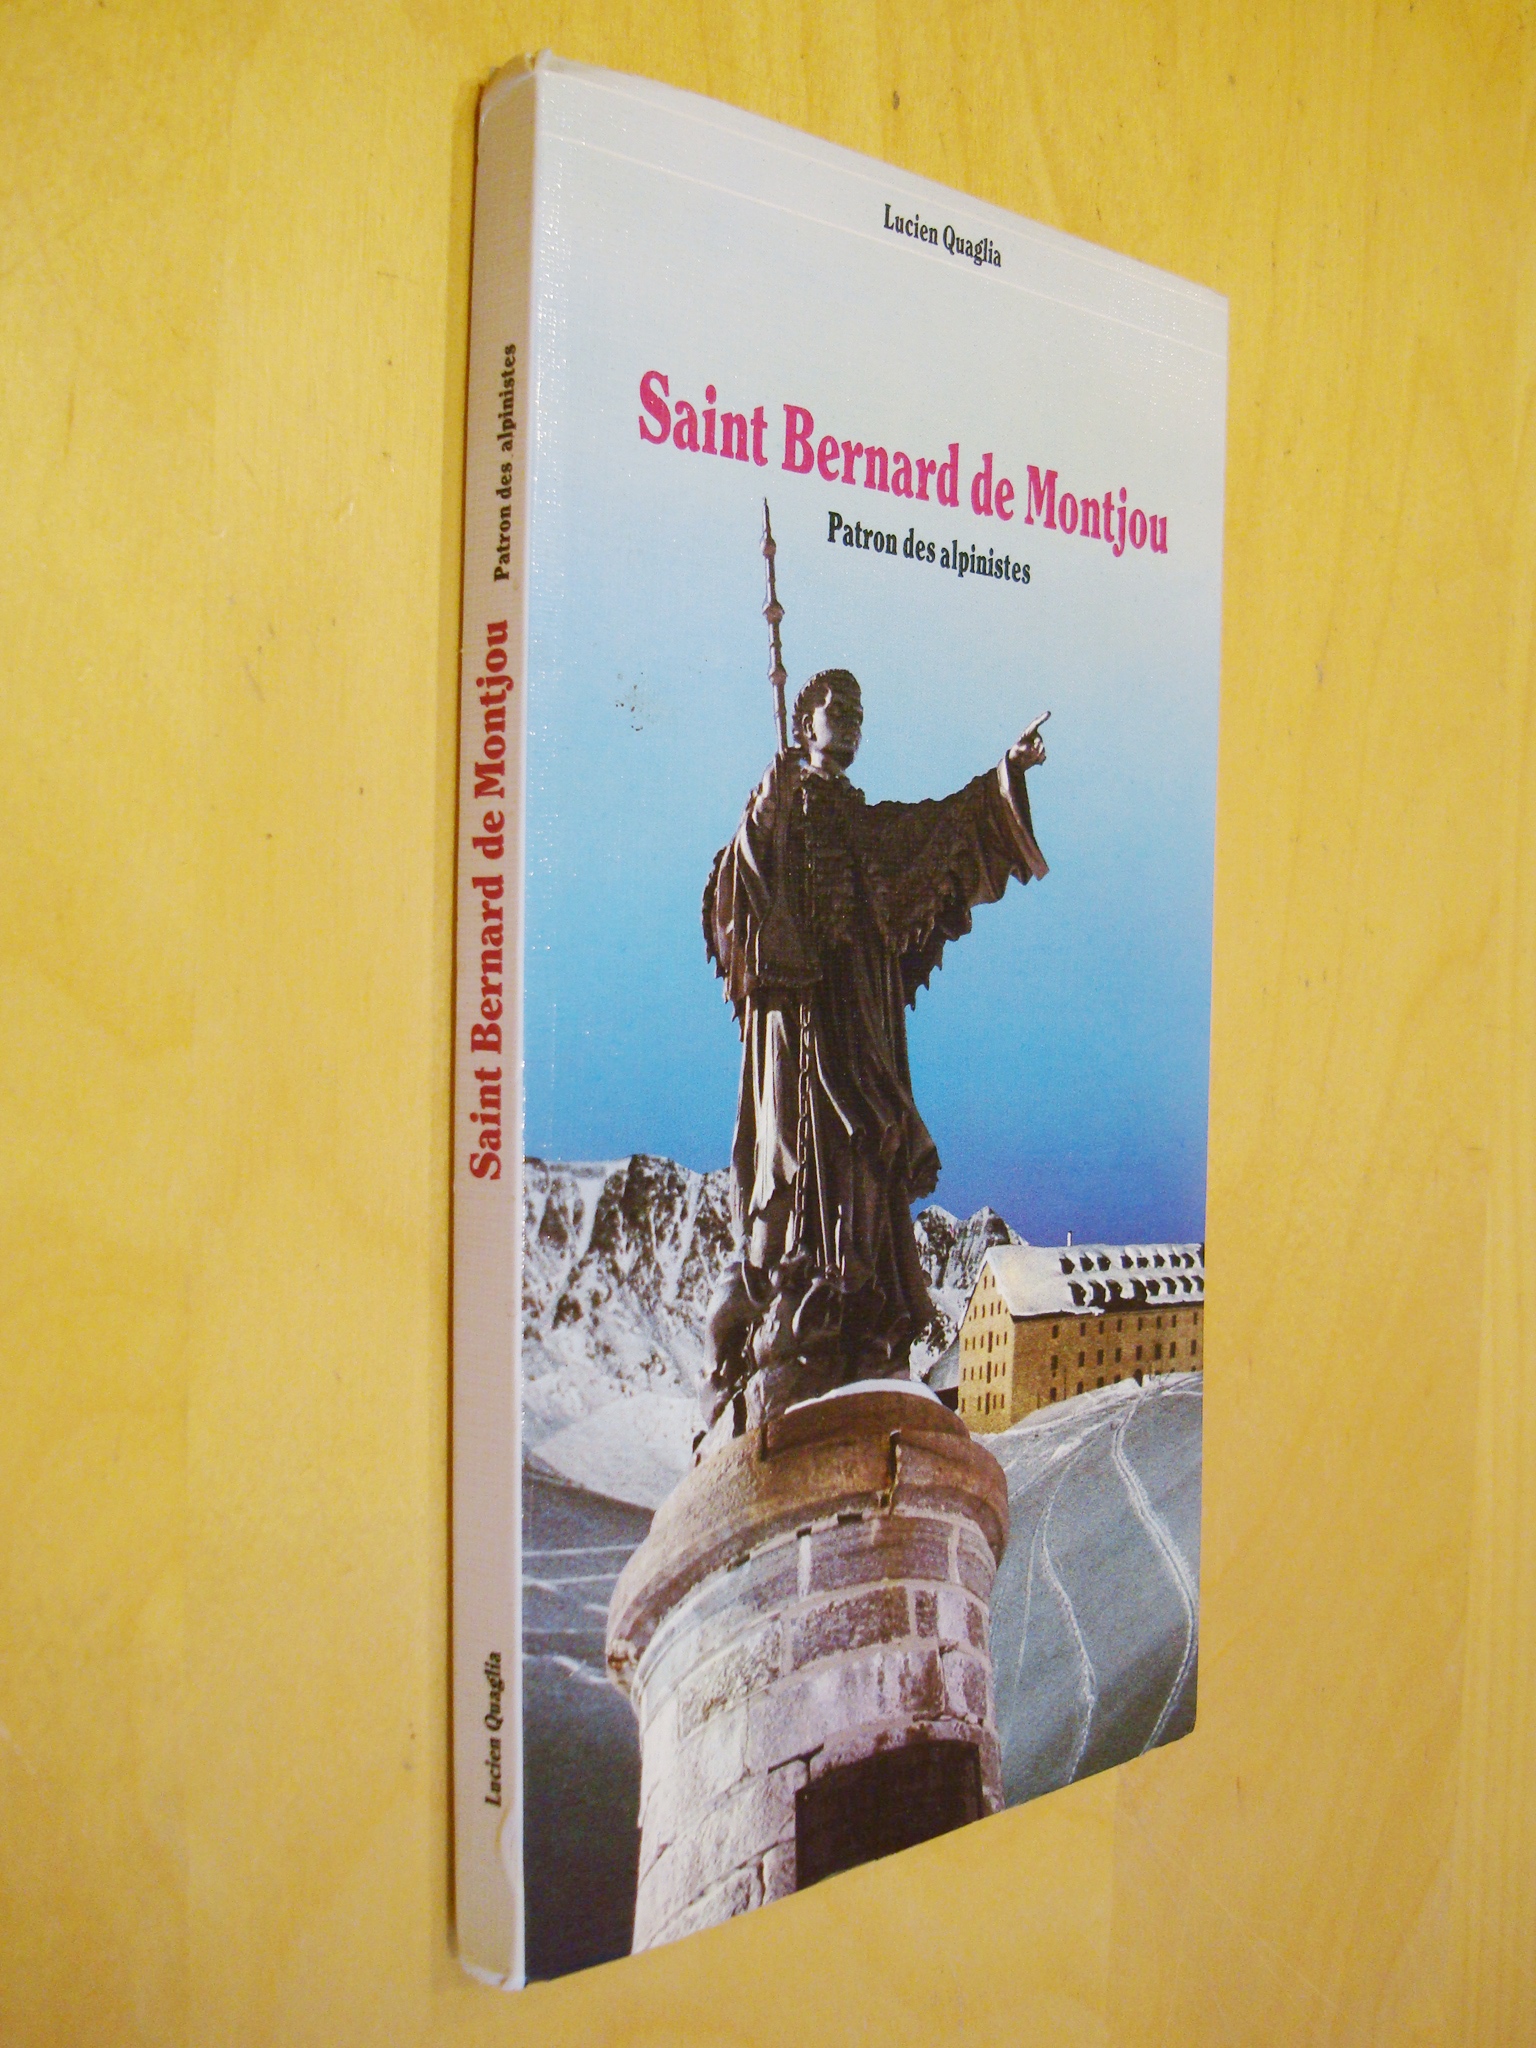 Lucien Quaglia
Saint Bernard de Montjou
Patron des alpinistes
Lucien Quaglia Saint Bernard de Montjou Patron des alpinistes